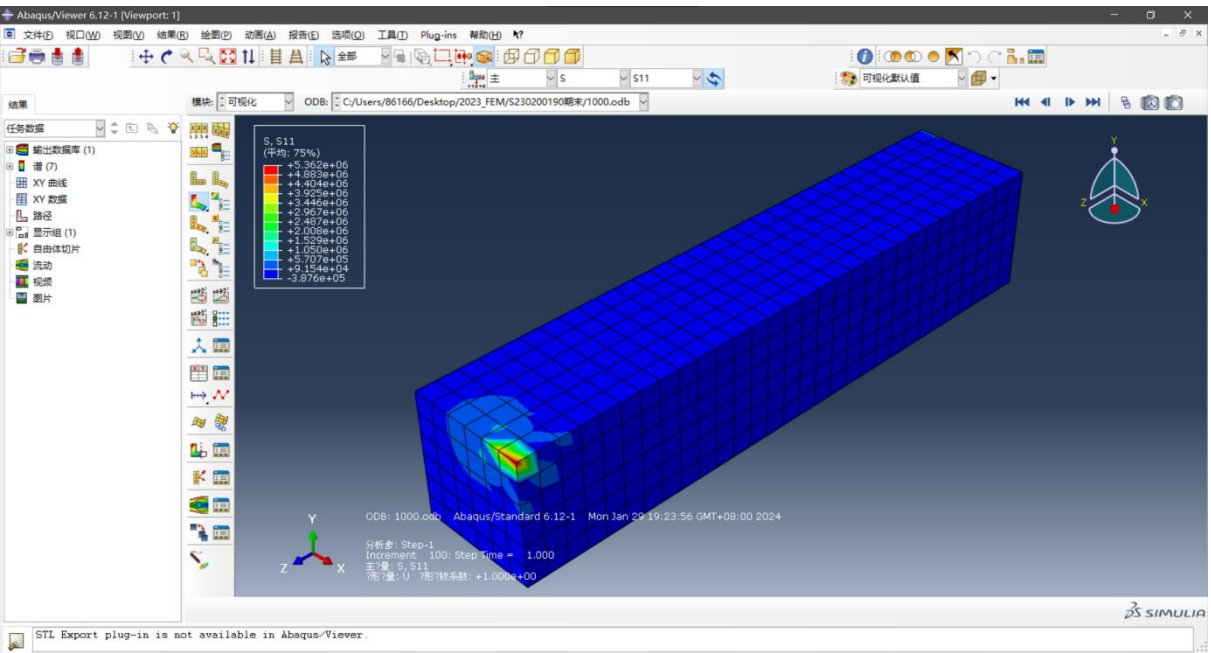 Abaqus/Viewer 6.12-1 [Viewport: 1]
文件(F) 视口(W) 视图(V) 结果(R) 绘图(P) 动画(A) 报告(E) 选项(O) 工具(T) Plug-ins 帮助(H)
全部
主 S S11
可视化默认值
结果
模块: 可视化 ODB: C:/Users/86166/Desktop/2023_FEM/S230200190期末/1000.odb
任务数据
输出数据库 (1)
谱 (7)
XY 曲线
XY 数据
路径
显示组 (1)
自由体切片
流动
视频
图片
S, S11
(平均: 75%)
+5.362e+06
+4.883e+06
+4.404e+06
+3.925e+06
+3.446e+06
+2.967e+06
+2.487e+06
+2.008e+06
+1.529e+06
+1.050e+06
+5.707e+05
+9.154e+04
-3.876e+05
Y
Z
X
ODB: 1000.odb Abaqus/Standard 6.12-1 Mon Jan 29 19:23:56 GMT+08:00 2024
Y
Z X
分析步: Step-1
Increment 100: Step Time = 1.000
主?量: S, S11
?形?量: U ?形?放系数: +1.000e+00
SIMULIA
STL Export plug-in is not available in Abaqus/Viewer.